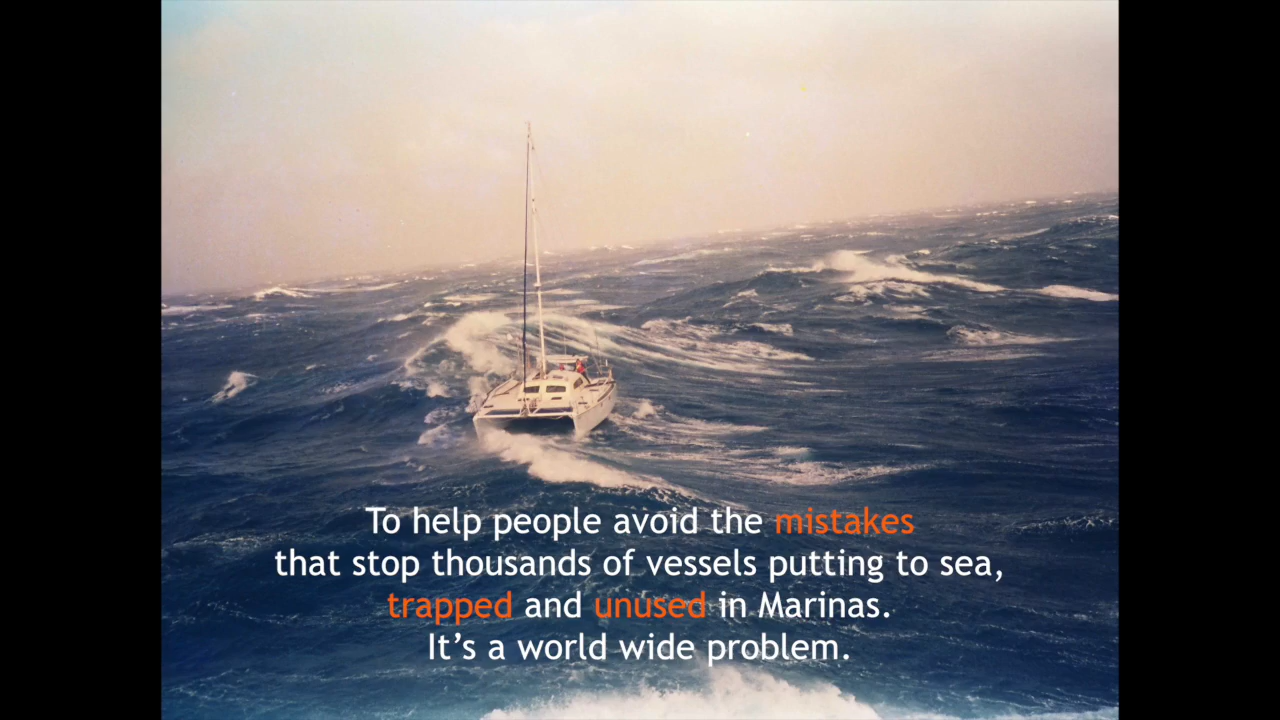 To help people avoid the mistakes
that stop thousands of vessels putting to sea,
trapped and unused in Marinas.
It’s a world wide problem.